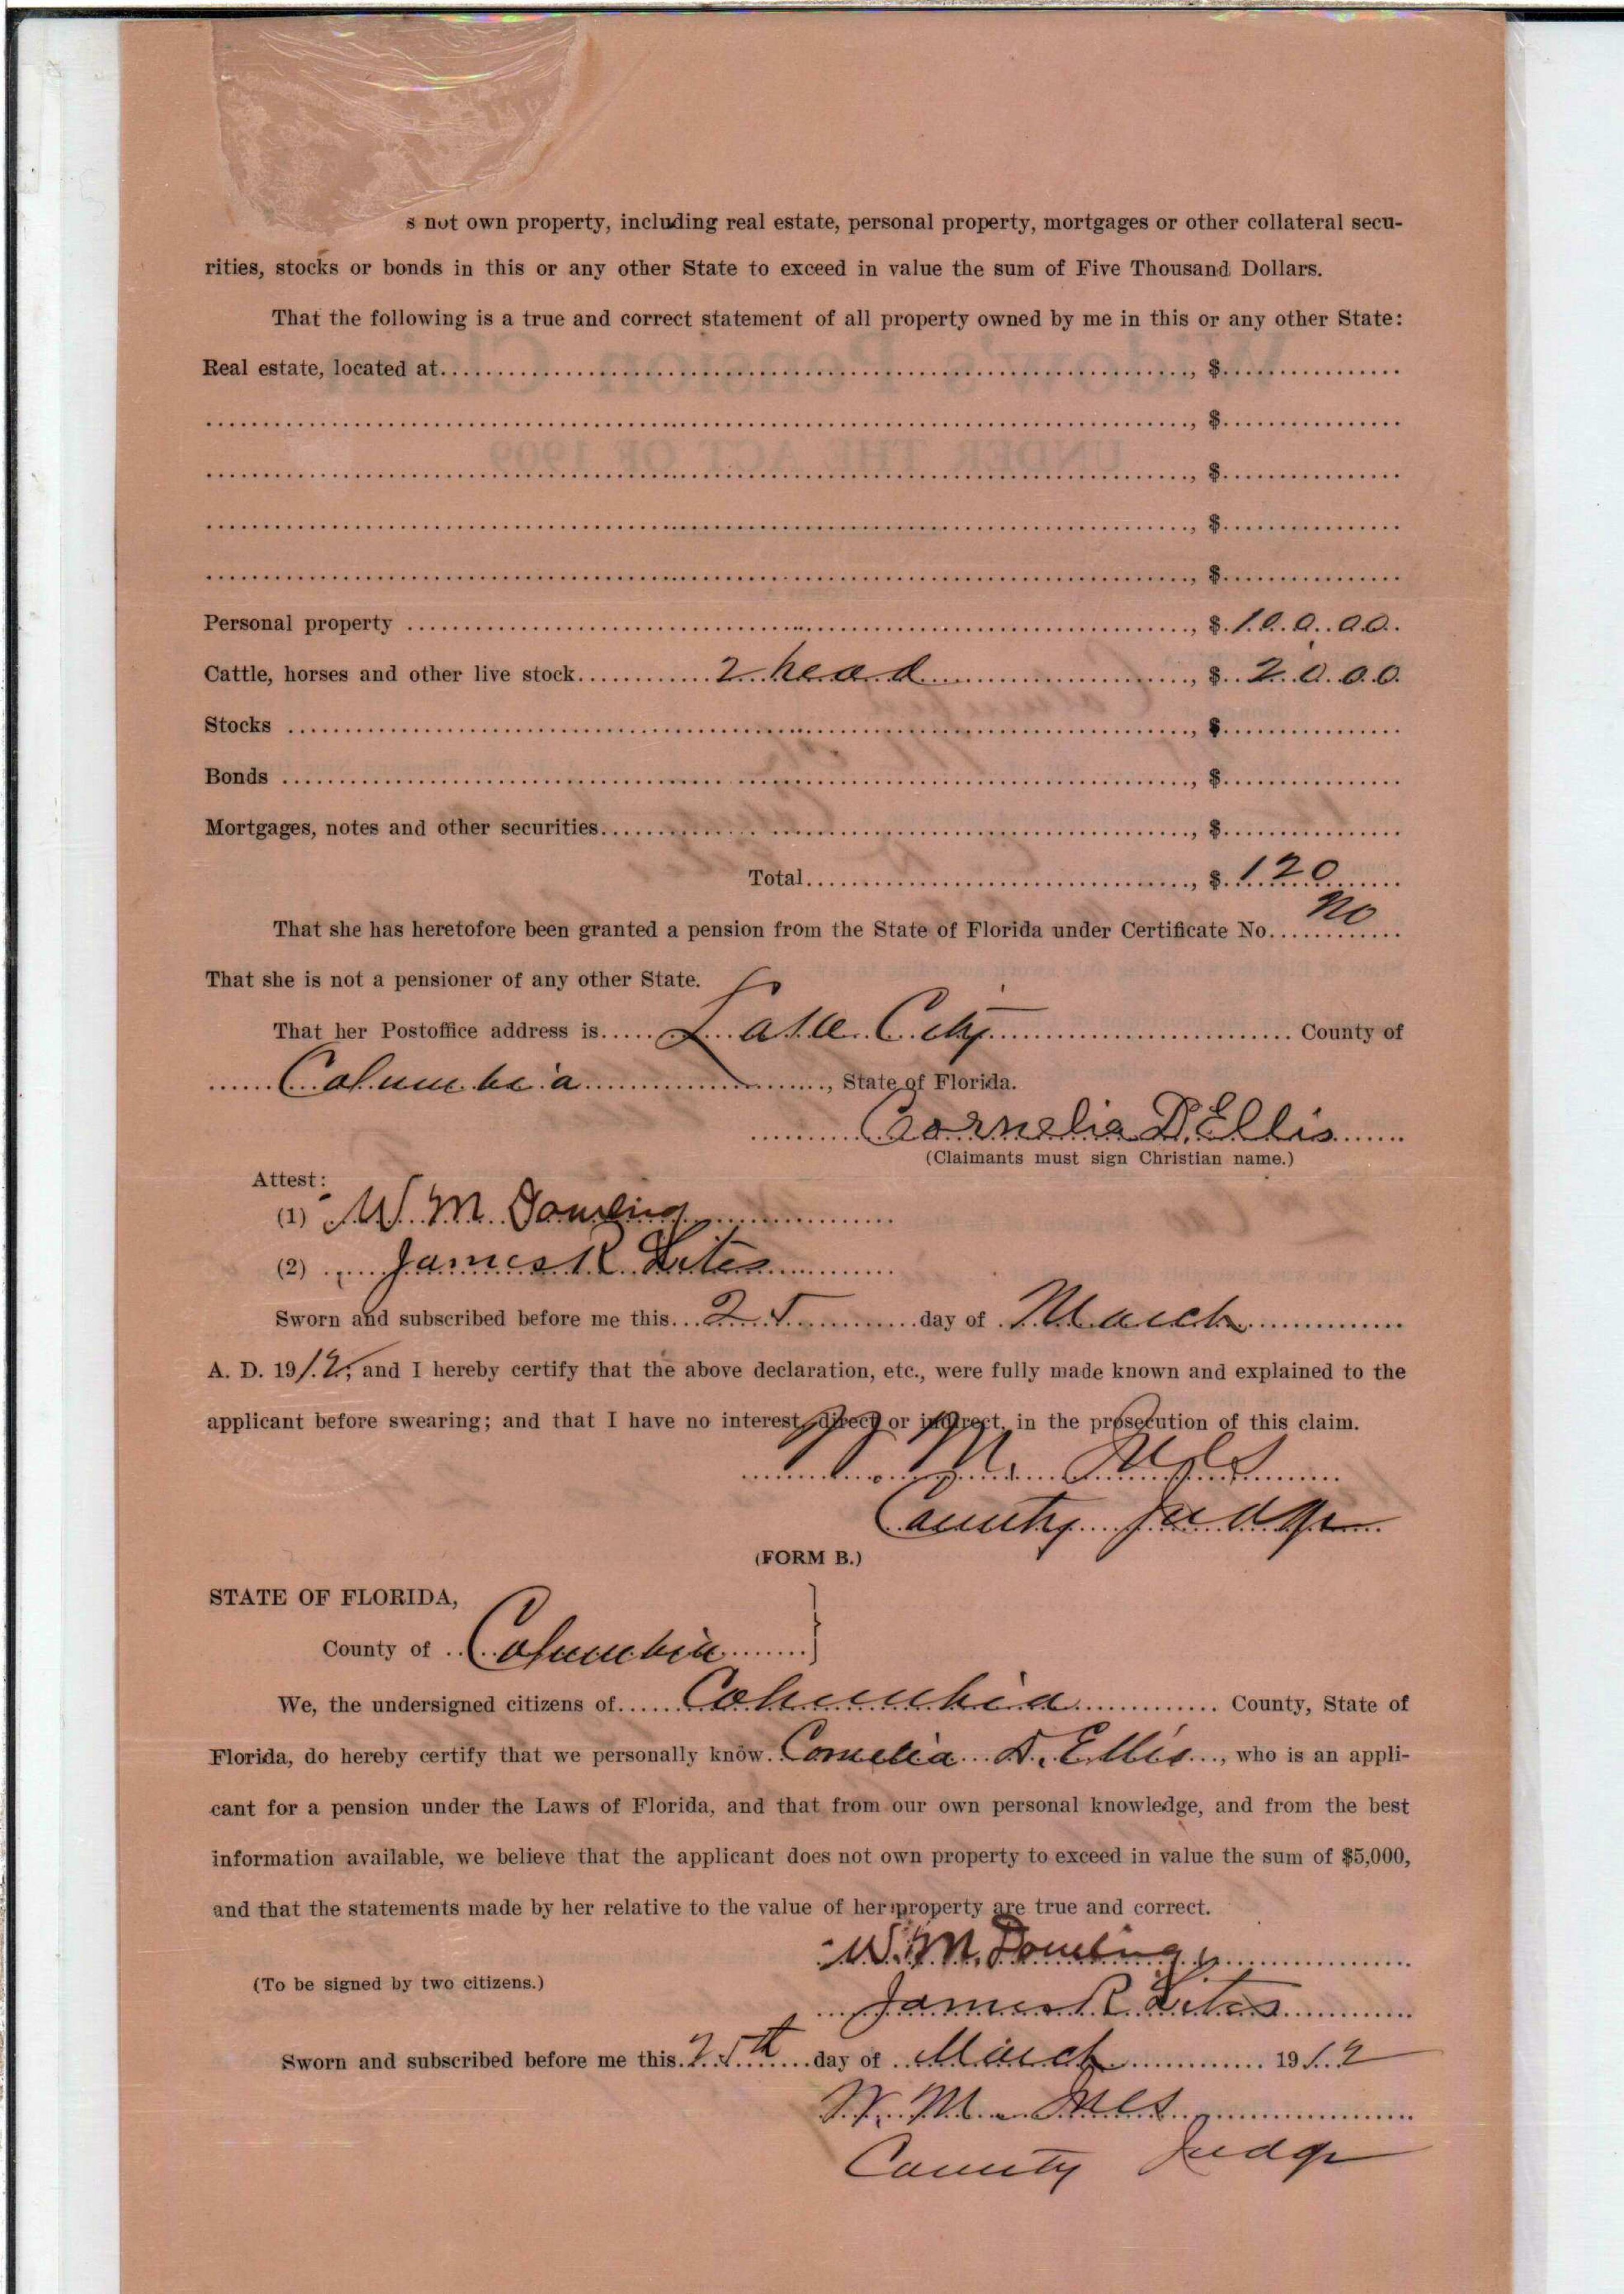 s not own property, including real estate, personal property, mortgages or other collateral secu-
rities, stocks or bonds in this or any other State to exceed in value the sum of Five Thousand Dollars.
That the following is a true and correct statement of all property owned by me in this or any other State:
Real estate, located at........, $........
........, $........
........, $........
........, $........
........, $........
Personal property ........, $ 100.00
Cattle, horses and other live stock........ 2 head ........, $ 20.00
Stocks ........, $........
Bonds ........, $........
Mortgages, notes and other securities........, $........
Total........, $ 120
That she has heretofore been granted a pension from the State of Florida under Certificate No. no
That she is not a pensioner of any other State.
That her Postoffice address is..... Lake City ........ County of
Columbia ........, State of Florida.
Cornelia D. Ellis
(Claimants must sign Christian name.)
Attest:
(1) W. M. Dowling
(2) James R. Lites
Sworn and subscribed before me this... 25 ....day of March
A. D. 1912, and I hereby certify that the above declaration, etc., were fully made known and explained to the
applicant before swearing; and that I have no interest, direct or indirect, in the prosecution of this claim.
W. M. Ives
County Judge
(FORM B.)
STATE OF FLORIDA,
County of Columbia
We, the undersigned citizens of..... Columbia ........ County, State of
Florida, do hereby certify that we personally know Cornelia D. Ellis, who is an appli-
cant for a pension under the Laws of Florida, and that from our own personal knowledge, and from the best
information available, we believe that the applicant does not own property to exceed in value the sum of $5,000,
and that the statements made by her relative to the value of her property are true and correct.
W. M. Dowling
(To be signed by two citizens.)
James R. Lites
Sworn and subscribed before me this 25th day of March 1912
W. M. Ives
County Judge